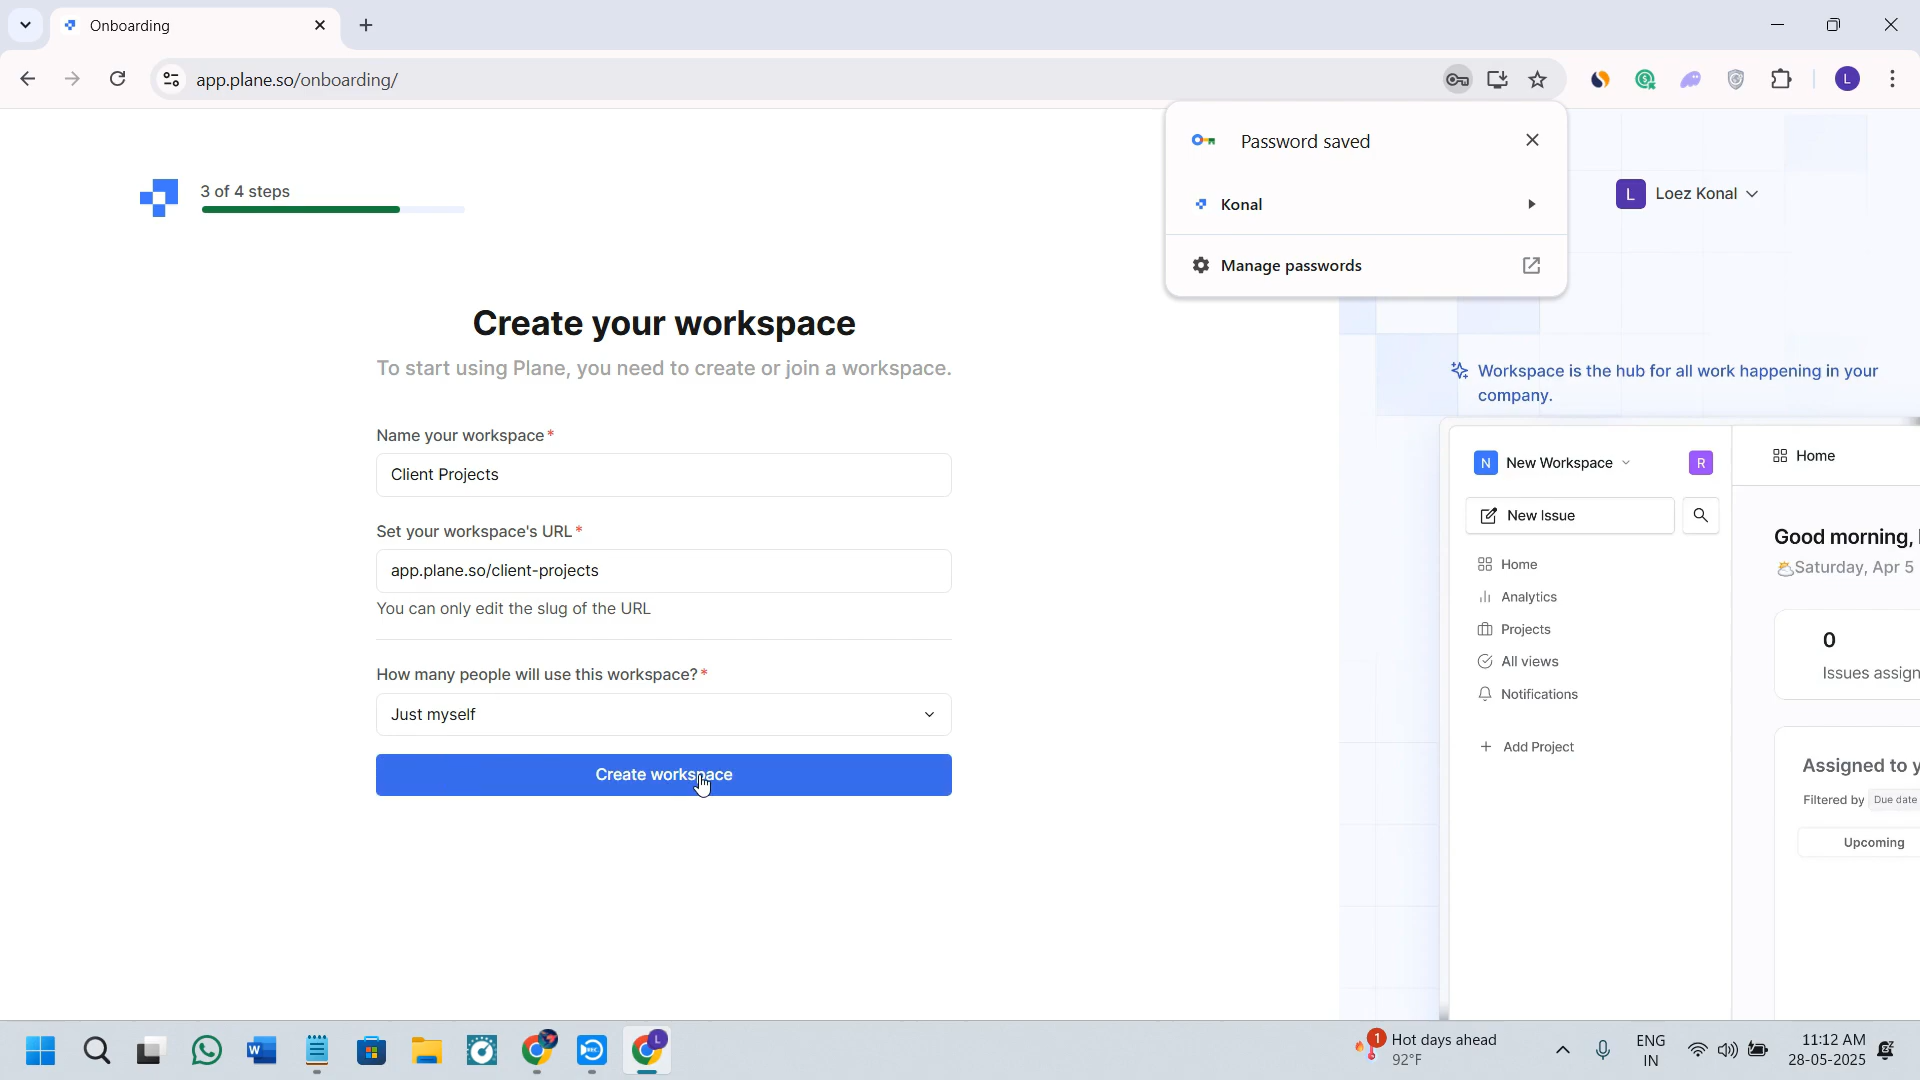 Onboarding
app.plane.so/onboarding/
L
Password saved
Konal
Manage passwords
3 of 4 steps
L Loez Konal
Create your workspace
To start using Plane, you need to create or join a workspace.
Name your workspace*
Client Projects
Set your workspace's URL*
app.plane.so/client-projects
You can only edit the slug of the URL
How many people will use this workspace?*
Just myself
Create workspace
Workspace is the hub for all work happening in your
company.
N New Workspace R
New Issue
Home
Analytics
Projects
All views
Notifications
Add Project
Home
Good morning,
Saturday, Apr 5
0
Issues assign
Assigned to y
Filtered by Due date
Upcoming
W
REC
L
1
Hot days ahead
92°F
ENG
IN
11:12 AM
28-05-2025